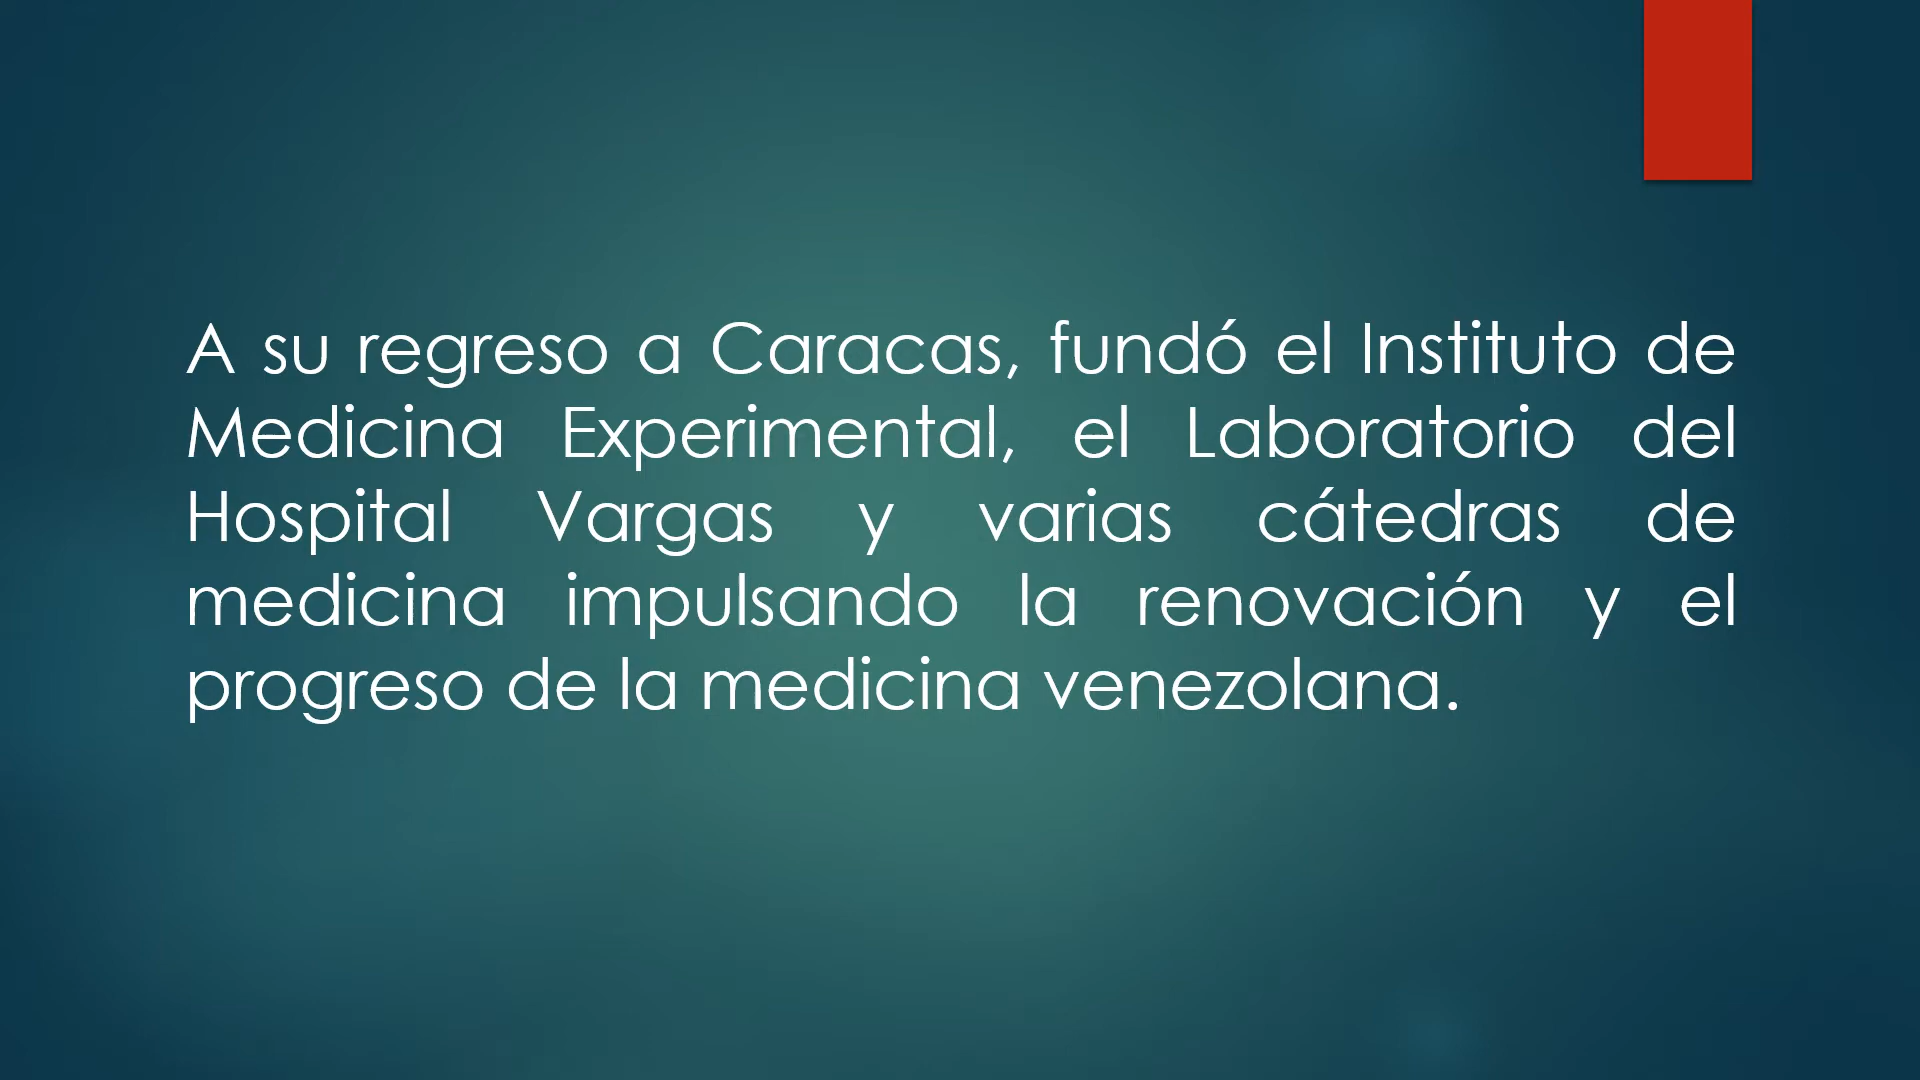 A su regreso a Caracas, fundó el Instituto de
Medicina Experimental, el Laboratorio del
Hospital Vargas y varias cátedras de
medicina impulsando la renovación y el
progreso de la medicina venezolana.